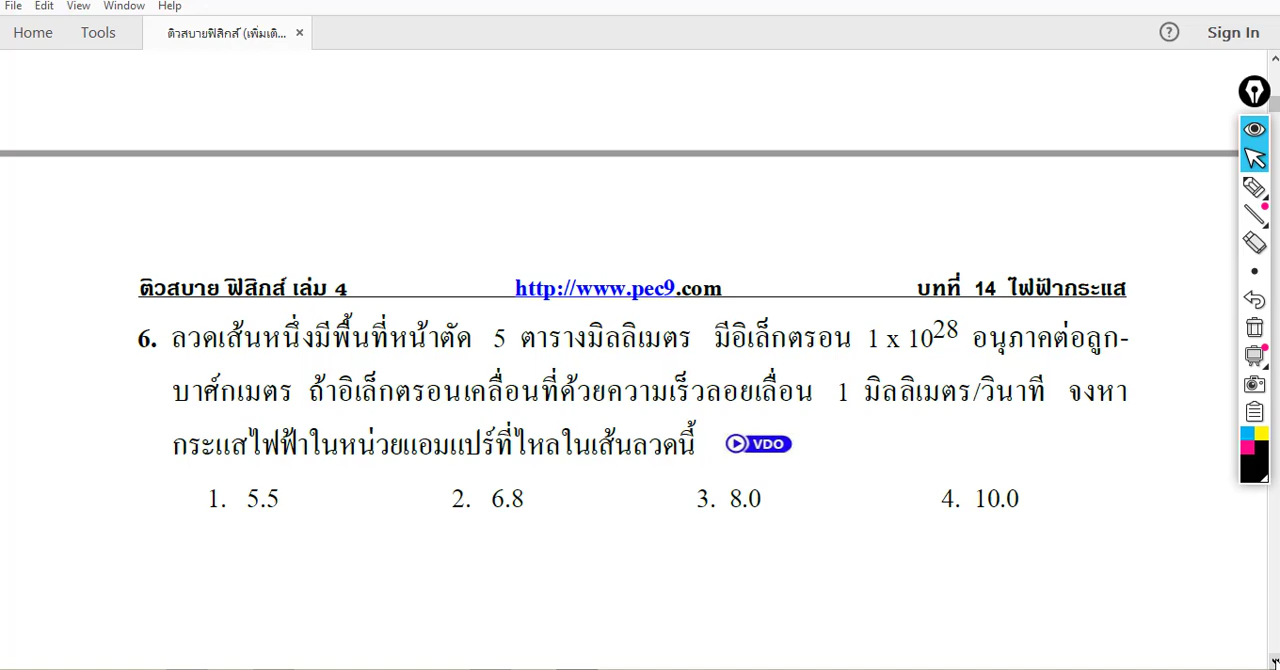 File Edit View Window Help
Home Tools ติวสบายฟิสิกส์ (เพิ่มเติ... × ? Sign In
ติวสบาย ฟิสิกส์ เล่ม 4 http://www.pec9.com บทที่ 14 ไฟฟ้ากระแส
6. ลวดเส้นหนึ่งมีพื้นที่หน้าตัด 5 ตารางมิลลิเมตร มีอิเล็กตรอน 1 x 10²⁸ อนุภาคต่อลูก-
บาศ์กเมตร ถ้าอิเล็กตรอนเคลื่อนที่ด้วยความเร็วลอยเลื่อน 1 มิลลิเมตร/วินาที จงหา
กระแสไฟฟ้าในหน่วยแอมแปร์ที่ไหลในเส้นลวดนี้ VDO
1. 5.5 2. 6.8 3. 8.0 4. 10.0